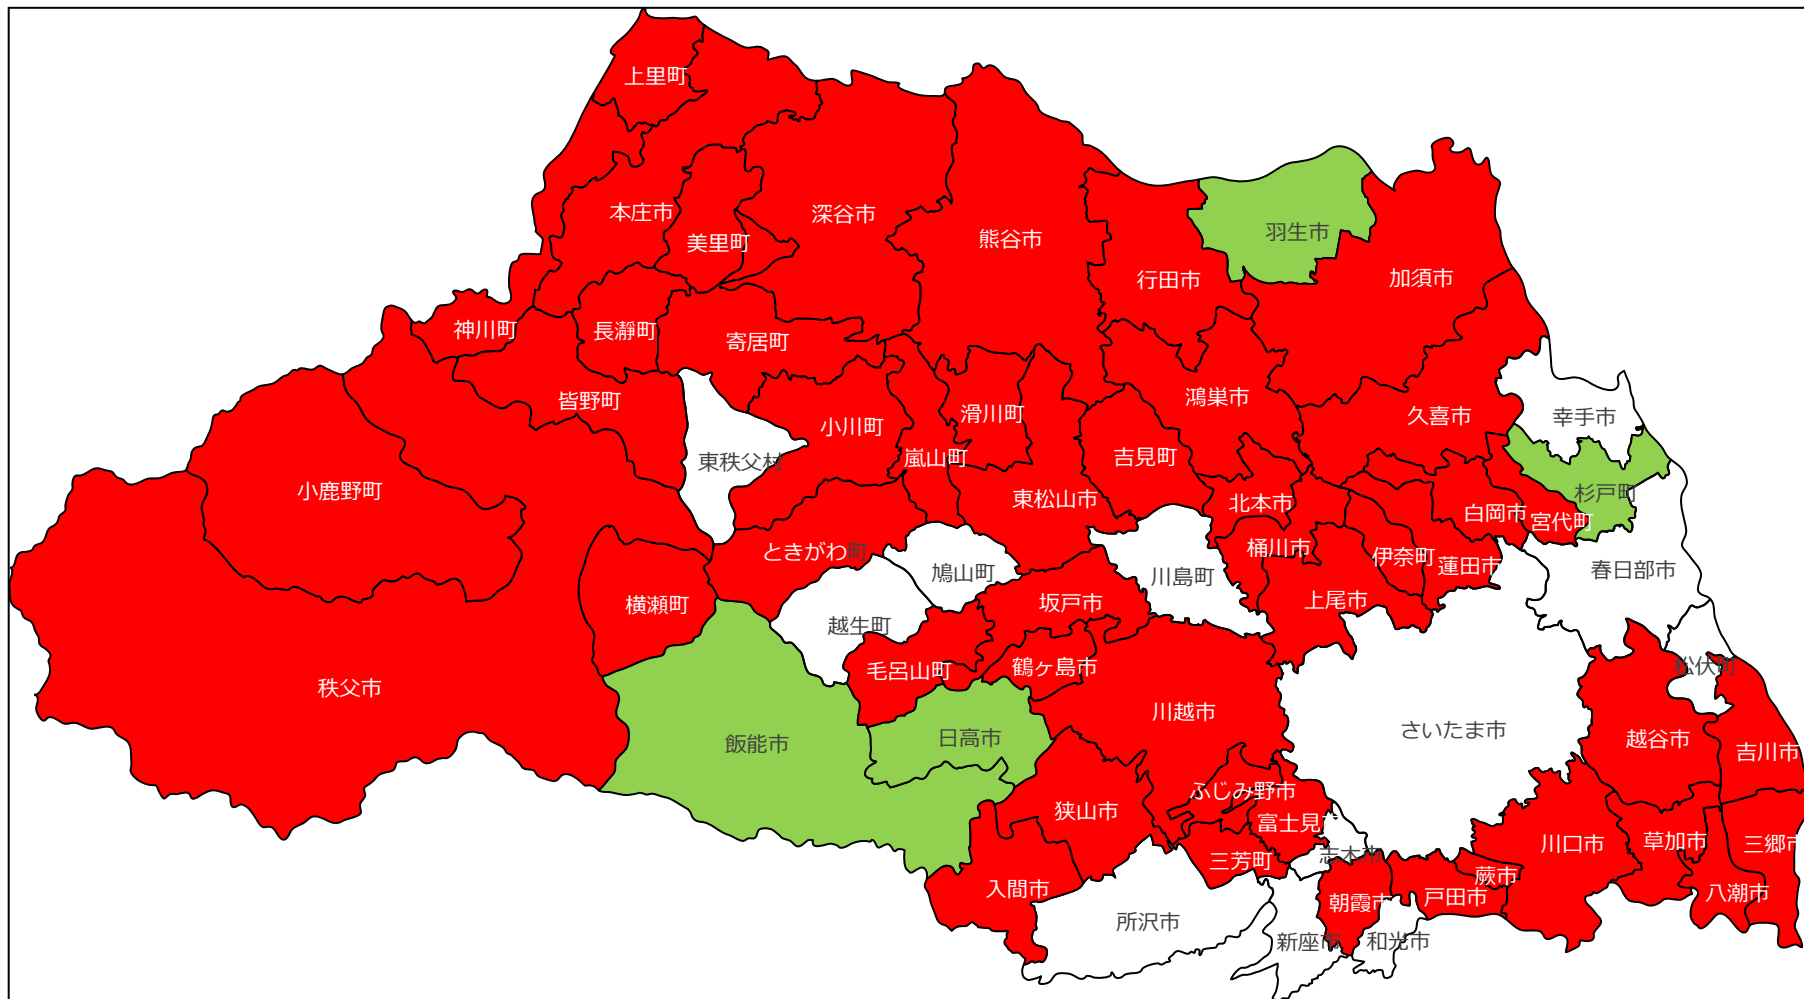 上里町
本庄市
美里町
深谷市
熊谷市
羽生市
行田市
加須市
神川町
長瀞町
寄居町
皆野町
小川町
滑川町
鴻巣市
久喜市
幸手市
東秩父村
嵐山町
吉見町
小鹿野町
東松山市
北本市
白岡市
宮代町
杉戸町
ときがわ町
鳩山町
川島町
桶川市
伊奈町
蓮田市
春日部市
横瀬町
越生町
坂戸市
上尾市
毛呂山町
鶴ヶ島市
松伏町
秩父市
川越市
さいたま市
飯能市
日高市
越谷市
吉川市
狭山市
ふじみ野市
富士見市
三芳町
志木市
川口市
草加市
三郷市
入間市
朝霞市
戸田市
蕨市
八潮市
所沢市
新座市
和光市